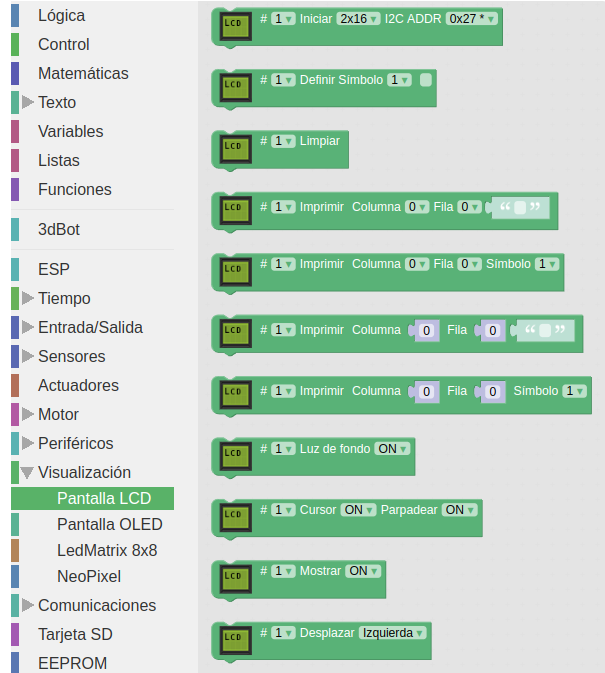 Lógica
Control
Matemáticas
Texto
Variables
Listas
Funciones
3dBot
ESP
Tiempo
Entrada/Salida
Sensores
Actuadores
Motor
Periféricos
Visualización
Pantalla LCD
Pantalla OLED
LedMatrix 8x8
NeoPixel
Comunicaciones
Tarjeta SD
EEPROM
LCD # 1 Iniciar 2x16 I2C ADDR 0x27 *
LCD # 1 Definir Símbolo 1
LCD # 1 Limpiar
LCD # 1 Imprimir Columna 0 Fila 0 “ ”
LCD # 1 Imprimir Columna 0 Fila 0 Símbolo 1
LCD # 1 Imprimir Columna 0 Fila 0 “ ”
LCD # 1 Imprimir Columna 0 Fila 0 Símbolo 1
LCD # 1 Luz de fondo ON
LCD # 1 Cursor ON Parpadear ON
LCD # 1 Mostrar ON
LCD # 1 Desplazar Izquierda